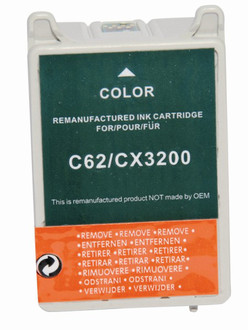 COLOR
REMANUFACTURED INK CARTRIDGE
FOR/POUR/FÜR
C62/CX3200
This is remanufactured product NOT made by OEM
REMOVE • REMOVE • REMOVE
ENTFERNEN • ENTFERNEN
RETIRER • RETIRER • RETIRER
RETIRAR • RETIRAR • RETIRAR
RIMUOVERE • RIMUOVERE
ODSTRANI • ODSTRANI
VERWIJDER • VERWIJDER